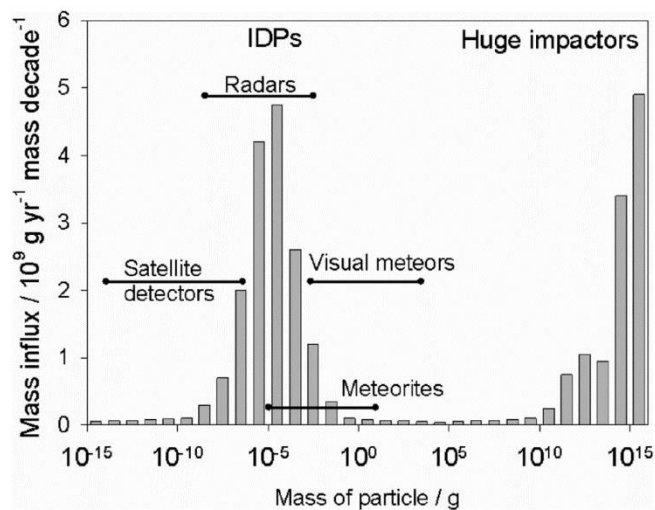 6
5
4
3
2
1
0
Mass influx / 10⁹ g yr⁻¹ mass decade⁻¹
IDPs
Huge impactors
Radars
Satellite
detectors
Visual meteors
Meteorites
10⁻¹⁵ 10⁻¹⁰ 10⁻⁵ 10⁰ 10⁵ 10¹⁰ 10¹⁵
Mass of particle / g